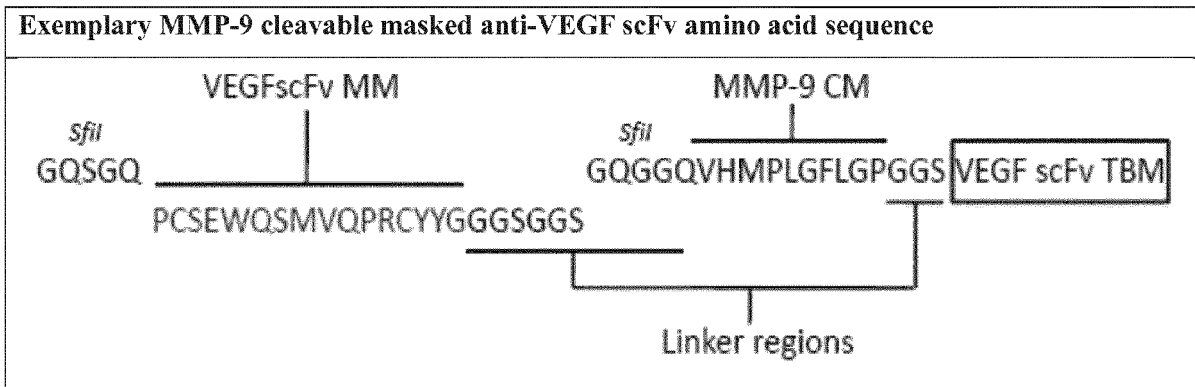 Exemplary MMP-9 cleavable masked anti-VEGF scFv amino acid sequence
VEGFscFv MM MMP-9 CM
SfiI SfiI
GQSGQ GQGGQVHMPLGFLGPGGS VEGF scFv TBM
PCSEWQSMVQPRCYYGGGSGGS
Linker regions